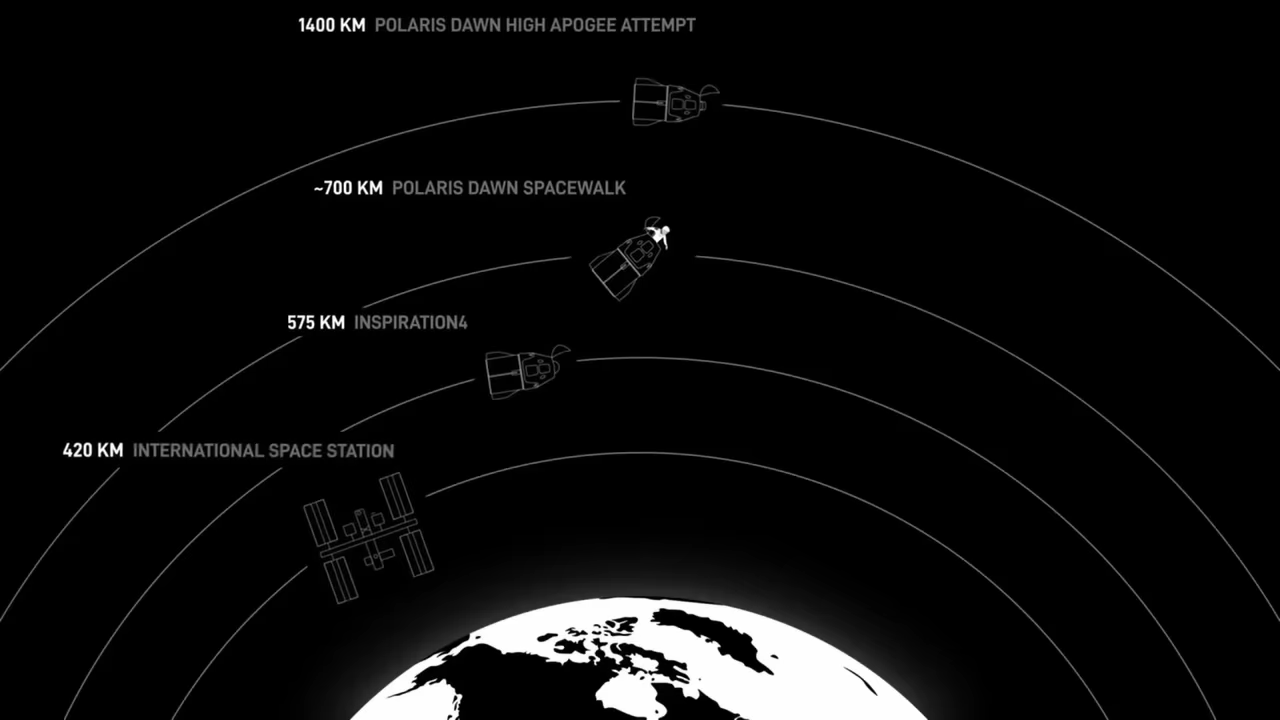 1400 KM POLARIS DAWN HIGH APOGEE ATTEMPT
~700 KM POLARIS DAWN SPACEWALK
575 KM INSPIRATION4
420 KM INTERNATIONAL SPACE STATION